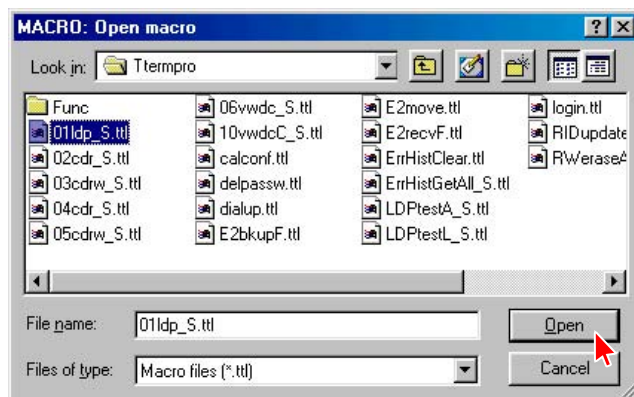 MACRO: Open macro
Look in: Ttermpro
Func 06vwdc_S.ttl E2move.ttl login.ttl
01ldp_S.ttl 10vwdcC_S.ttl E2recvF.ttl RIDupdate
02cdr_S.ttl calconf.ttl ErrHistClear.ttl RWeraseA
03cdrw_S.ttl delpassw.ttl ErrHistGetAll_S.ttl
04cdr_S.ttl dialup.ttl LDPtestA_S.ttl
05cdrw_S.ttl E2bkupF.ttl LDPtestL_S.ttl
File name: 01ldp_S.ttl Open
Files of type: Macro files (*.ttl) Cancel